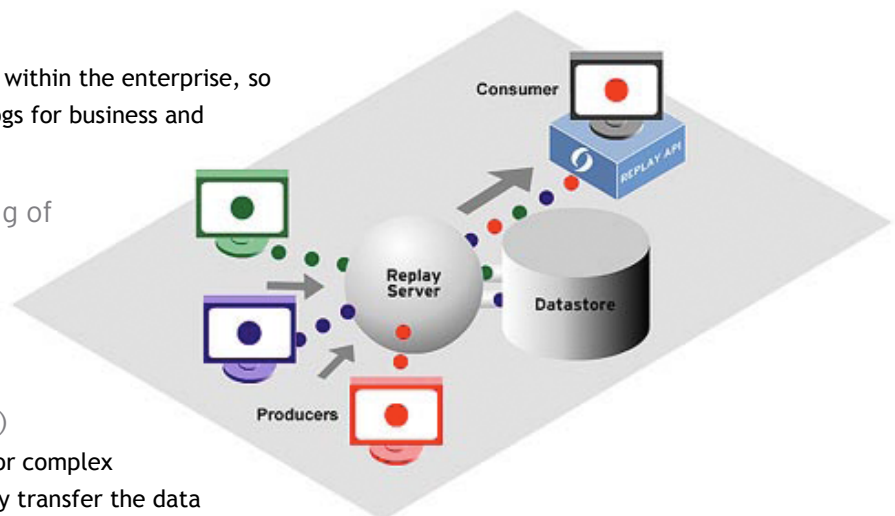 within the enterprise, so
ogs for business and
g of
)
or complex
y transfer the data
Consumer
REPLAY API
Replay
Server
Datastore
Producers